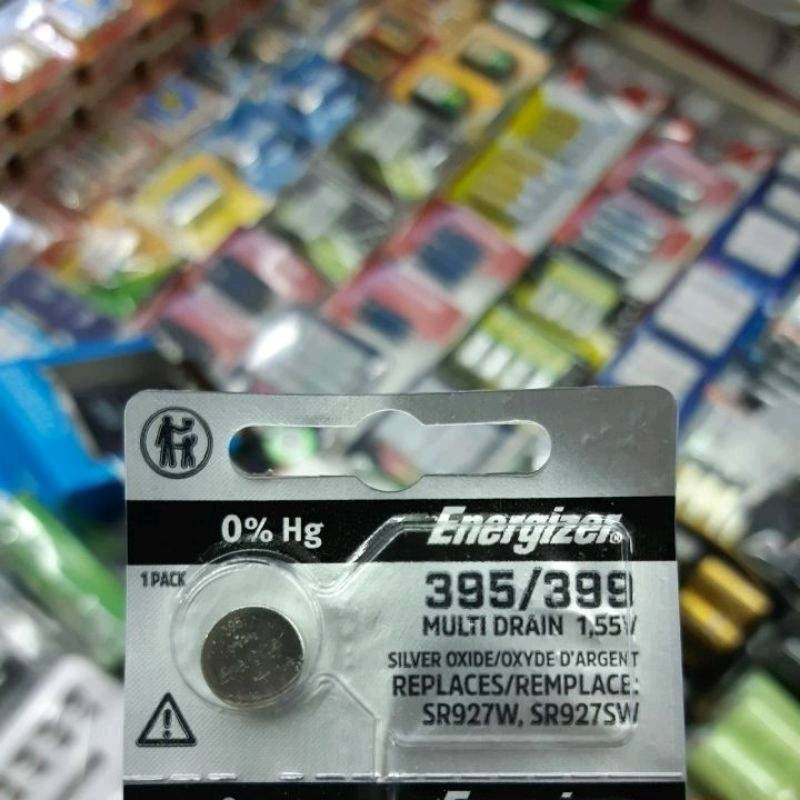 0% Hg
Energizer®
1 PACK
395/399
MULTI DRAIN 1,55V
SILVER OXIDE/OXYDE D'ARGENT
REPLACES/REMPLACE:
SR927W, SR927SW